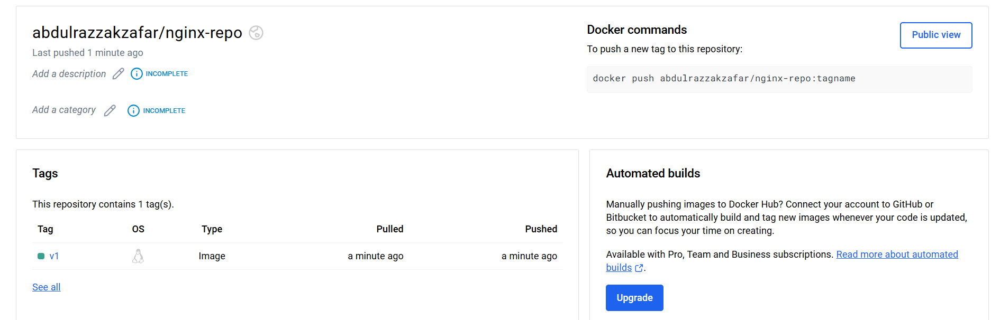 abdulrazzakzafar/nginx-repo
Last pushed 1 minute ago
Add a description INCOMPLETE
Add a category INCOMPLETE
Docker commands
Public view
To push a new tag to this repository:
docker push abdulrazzakzafar/nginx-repo:tagname
Tags
This repository contains 1 tag(s).
Tag OS Type Pulled Pushed
v1 Image a minute ago a minute ago
See all
Automated builds
Manually pushing images to Docker Hub? Connect your account to GitHub or
Bitbucket to automatically build and tag new images whenever your code is updated,
so you can focus your time on creating.
Available with Pro, Team and Business subscriptions. Read more about automated
builds.
Upgrade